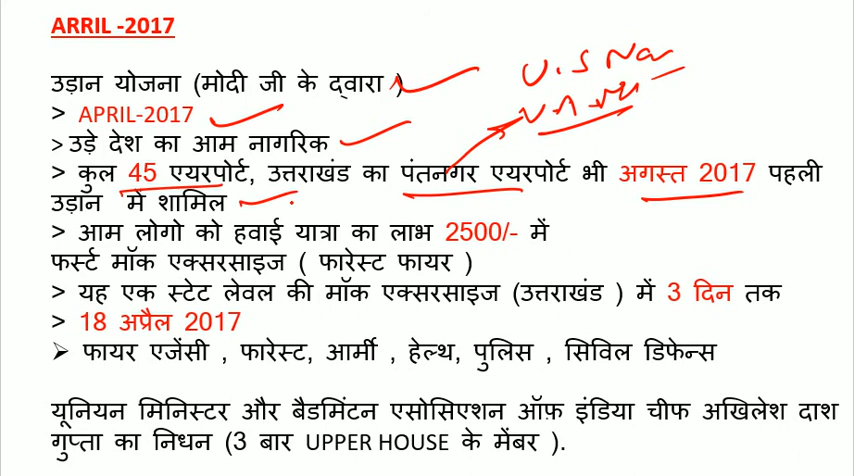 ARRIL -2017
उड़ान योजना (मोदी जी के द्वारा )
> APRIL-2017
> उड़े देश का आम नागरिक
> कुल 45 एयरपोर्ट, उत्तराखंड का पंतनगर एयरपोर्ट भी अगस्त 2017 पहली
उड़ान में शामिल
> आम लोगो को हवाई यात्रा का लाभ 2500/- में
फर्स्ट मॉक एक्सरसाइज ( फारेस्ट फायर )
> यह एक स्टेट लेवल की मॉक एक्सरसाइज (उत्तराखंड ) में 3 दिन तक
> 18 अप्रैल 2017
➢ फायर एजेंसी , फारेस्ट, आर्मी , हेल्थ, पुलिस , सिविल डिफेन्स
यूनियन मिनिस्टर और बैडमिंटन एसोसिएशन ऑफ़ इंडिया चीफ अखिलेश दाश
गुप्ता का निधन (3 बार UPPER HOUSE के मेंबर ).